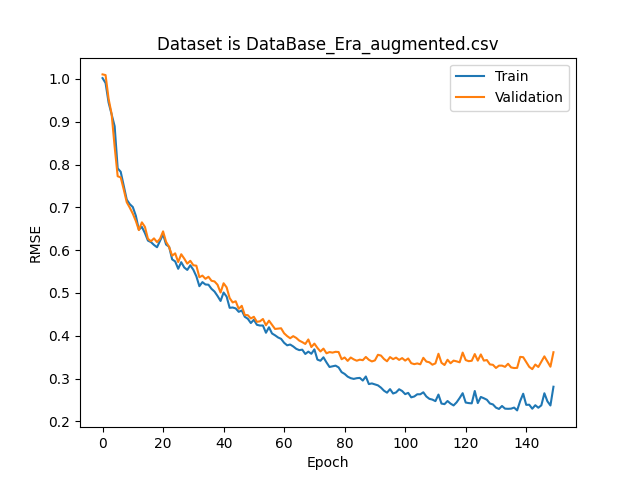 Dataset is DataBase_Era_augmented.csv
Train
Validation
RMSE
1.0
0.9
0.8
0.7
0.6
0.5
0.4
0.3
0.2
0 20 40 60 80 100 120 140
Epoch